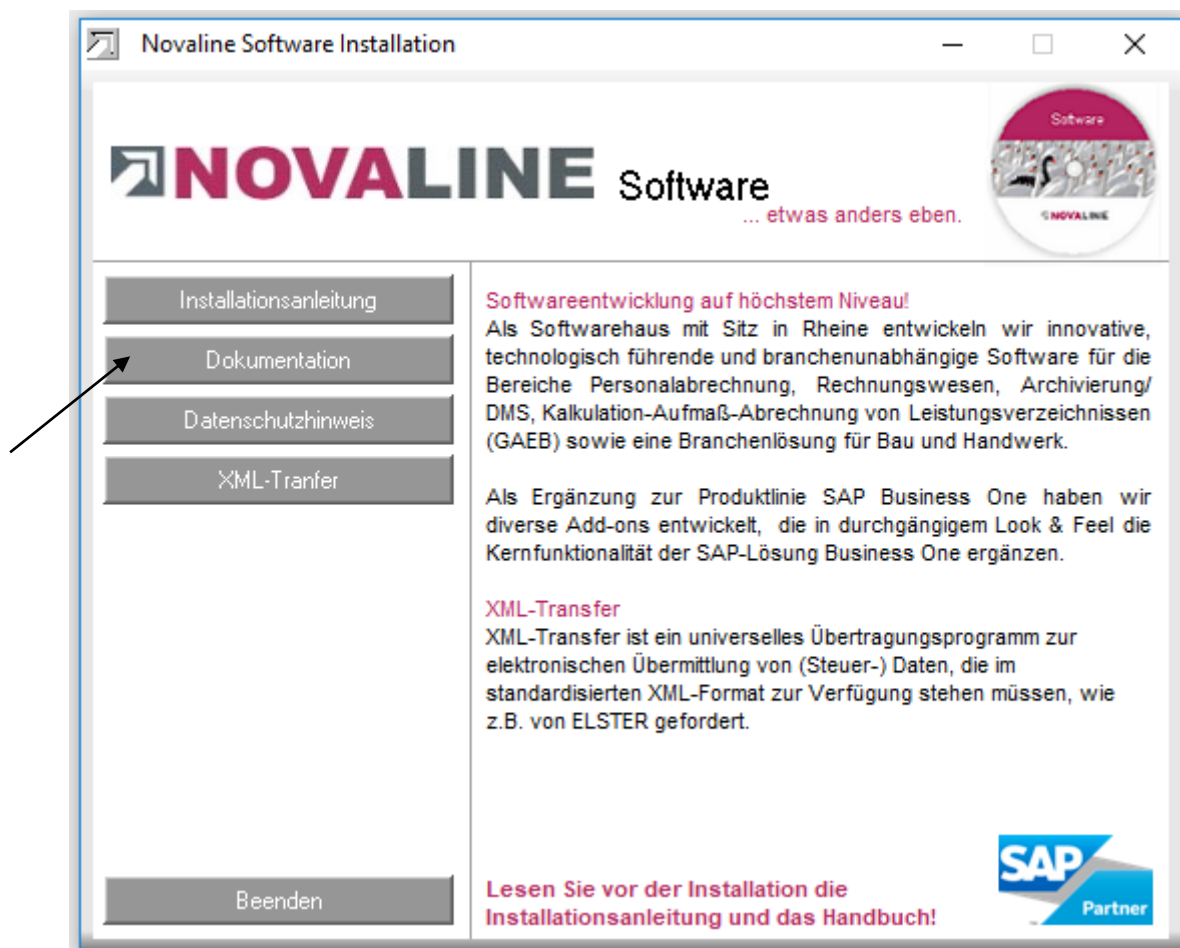 Novaline Software Installation
NOVALINE Software
... etwas anders eben.
Software
NOVALINE
Installationsanleitung
Dokumentation
Datenschutzhinweis
XML-Tranfer
Beenden
Softwareentwicklung auf höchstem Niveau!
Als Softwarehaus mit Sitz in Rheine entwickeln wir innovative,
technologisch führende und branchenunabhängige Software für die
Bereiche Personalabrechnung, Rechnungswesen, Archivierung/
DMS, Kalkulation-Aufmaß-Abrechnung von Leistungsverzeichnissen
(GAEB) sowie eine Branchenlösung für Bau und Handwerk.
Als Ergänzung zur Produktlinie SAP Business One haben wir
diverse Add-ons entwickelt, die in durchgängigem Look & Feel die
Kernfunktionalität der SAP-Lösung Business One ergänzen.
XML-Transfer
XML-Transfer ist ein universelles Übertragungsprogramm zur
elektronischen Übermittlung von (Steuer-) Daten, die im
standardisierten XML-Format zur Verfügung stehen müssen, wie
z.B. von ELSTER gefordert.
Lesen Sie vor der Installation die
Installationsanleitung und das Handbuch!
SAP
Partner